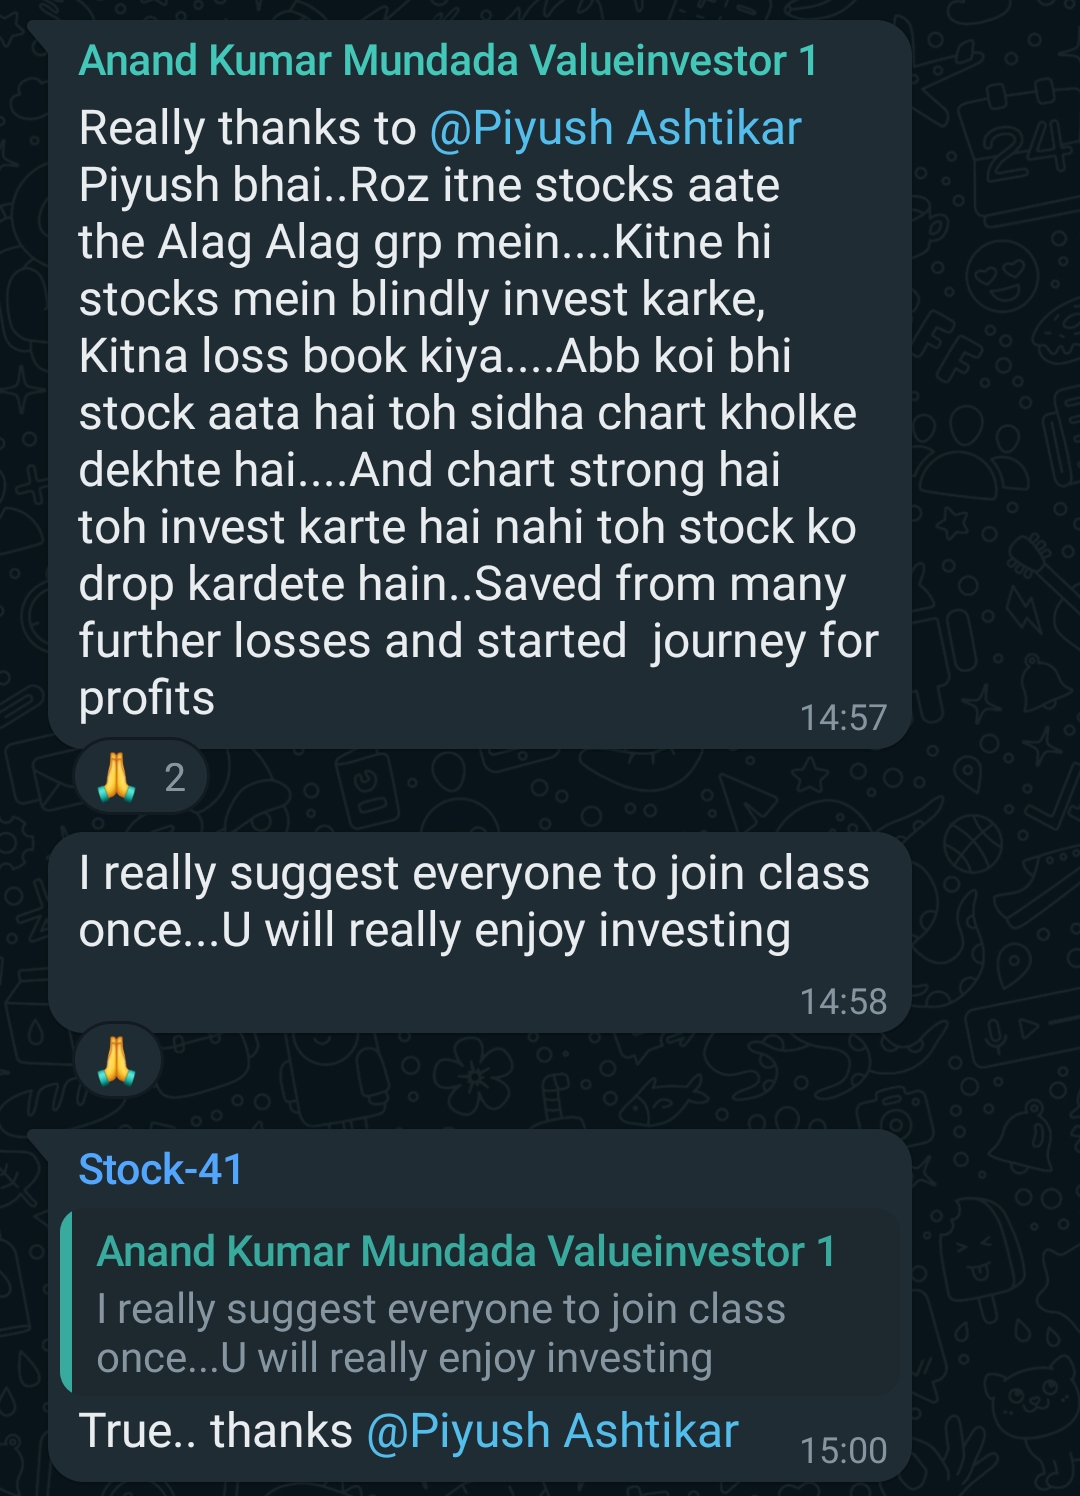 Anand Kumar Mundada Valueinvestor 1
Really thanks to @Piyush Ashtikar
Piyush bhai..Roz itne stocks aate
the Alag Alag grp mein....Kitne hi
stocks mein blindly invest karke,
Kitna loss book kiya....Abb koi bhi
stock aata hai toh sidha chart kholke
dekhte hai....And chart strong hai
toh invest karte hai nahi toh stock ko
drop kardete hain..Saved from many
further losses and started  journey for
profits
14:57
🙏 2
I really suggest everyone to join class
once...U will really enjoy investing
14:58
🙏
Stock-41
Anand Kumar Mundada Valueinvestor 1
I really suggest everyone to join class
once...U will really enjoy investing
True.. thanks @Piyush Ashtikar
15:00